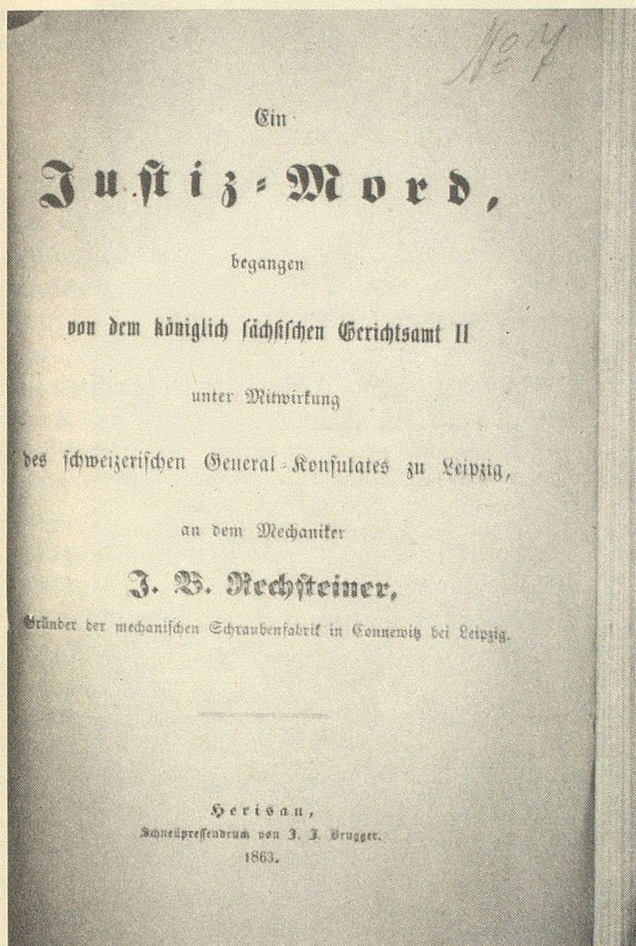 No 7
Ein
Justiz-Mord,
begangen
von dem königlich sächsischen Gerichtsamt II
unter Mitwirkung
des schweizerischen General-Konsulates zu Leipzig,
an dem Mechaniker
J. B. Rechsteiner,
Gründer der mechanischen Schraubenfabrik in Connewitz bei Leipzig.
Herisau,
Schnellpressendruck von J. J. Brugger.
1863.